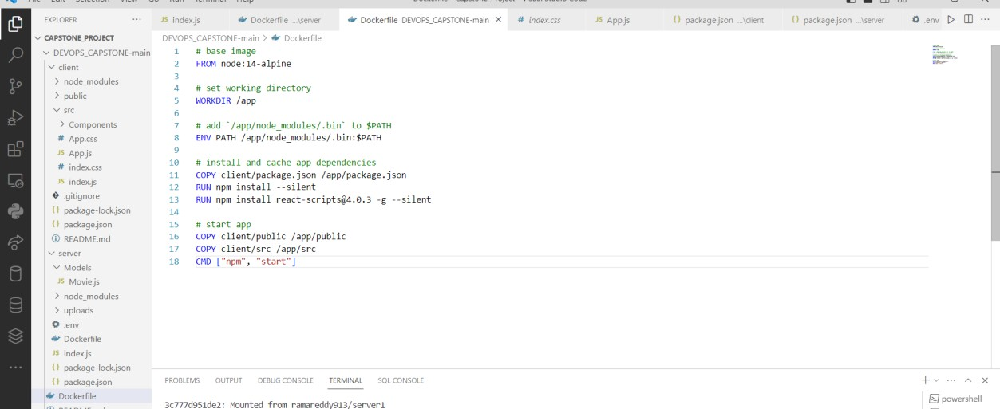 File Edit Selection View Go Run Terminal Help
Dockerfile - Capstone_Project - Visual Studio Code
EXPLORER
CAPSTONE_PROJECT
DEVOPS_CAPSTONE-main
client
node_modules
public
src
Components
# App.css
JS App.js
# index.css
JS index.js
.gitignore
{} package-lock.json
{} package.json
README.md
server
Models
JS Movie.js
node_modules
uploads
.env
Dockerfile
JS index.js
{} package-lock.json
{} package.json
Dockerfile
README.md
JS index.js
Dockerfile ...\server
Dockerfile DEVOPS_CAPSTONE-main
# index.css
JS App.js
{} package.json ...\client
{} package.json ...\server
.env
DEVOPS_CAPSTONE-main > Dockerfile
1 # base image
2 FROM node:14-alpine
3
4 # set working directory
5 WORKDIR /app
6
7 # add `/app/node_modules/.bin` to $PATH
8 ENV PATH /app/node_modules/.bin:$PATH
9
10 # install and cache app dependencies
11 COPY client/package.json /app/package.json
12 RUN npm install --silent
13 RUN npm install react-scripts@4.0.3 -g --silent
14
15 # start app
16 COPY client/public /app/public
17 COPY client/src /app/src
18 CMD ["npm", "start"]
PROBLEMS OUTPUT DEBUG CONSOLE TERMINAL SQL CONSOLE
3c777d951de2: Mounted from ramareddy913/server1
powershell